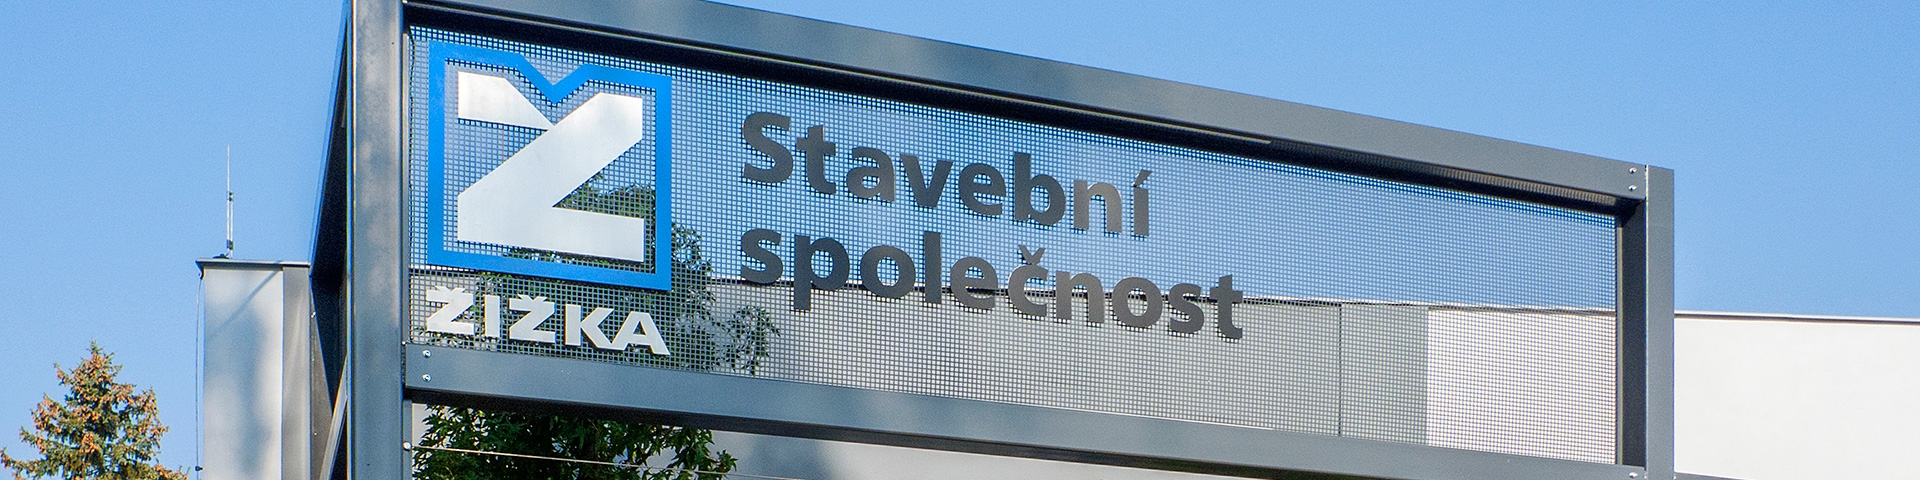 Ž
ŽIŽKA
Stavební
společnost